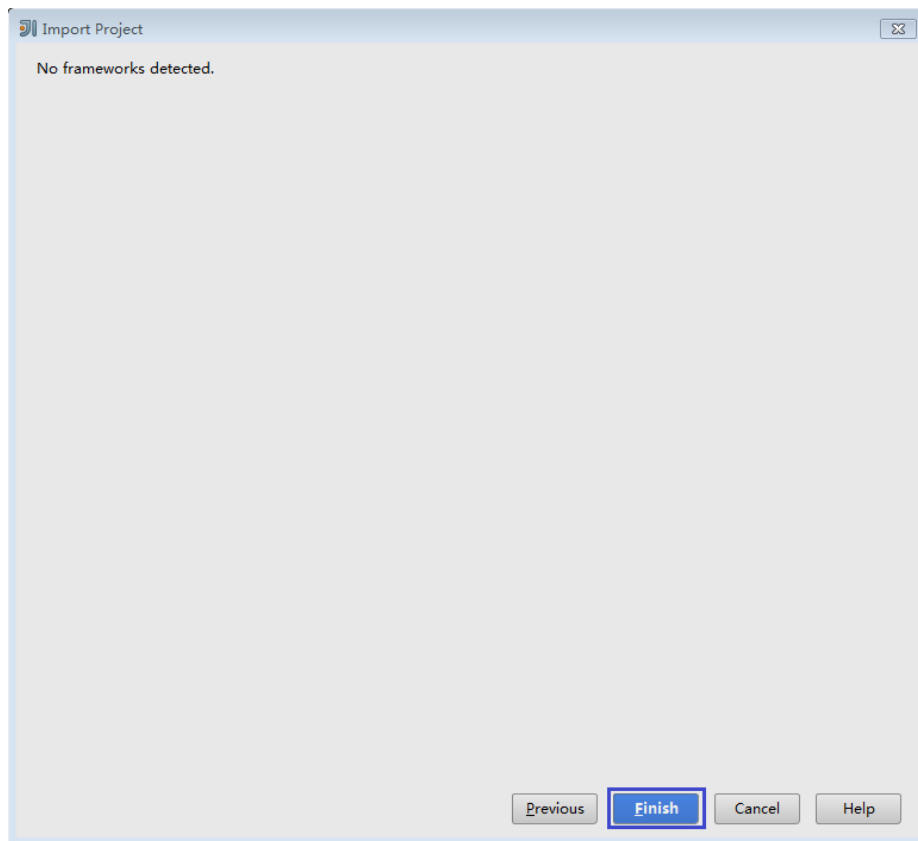 Import Project
No frameworks detected.
Previous
Finish
Cancel
Help